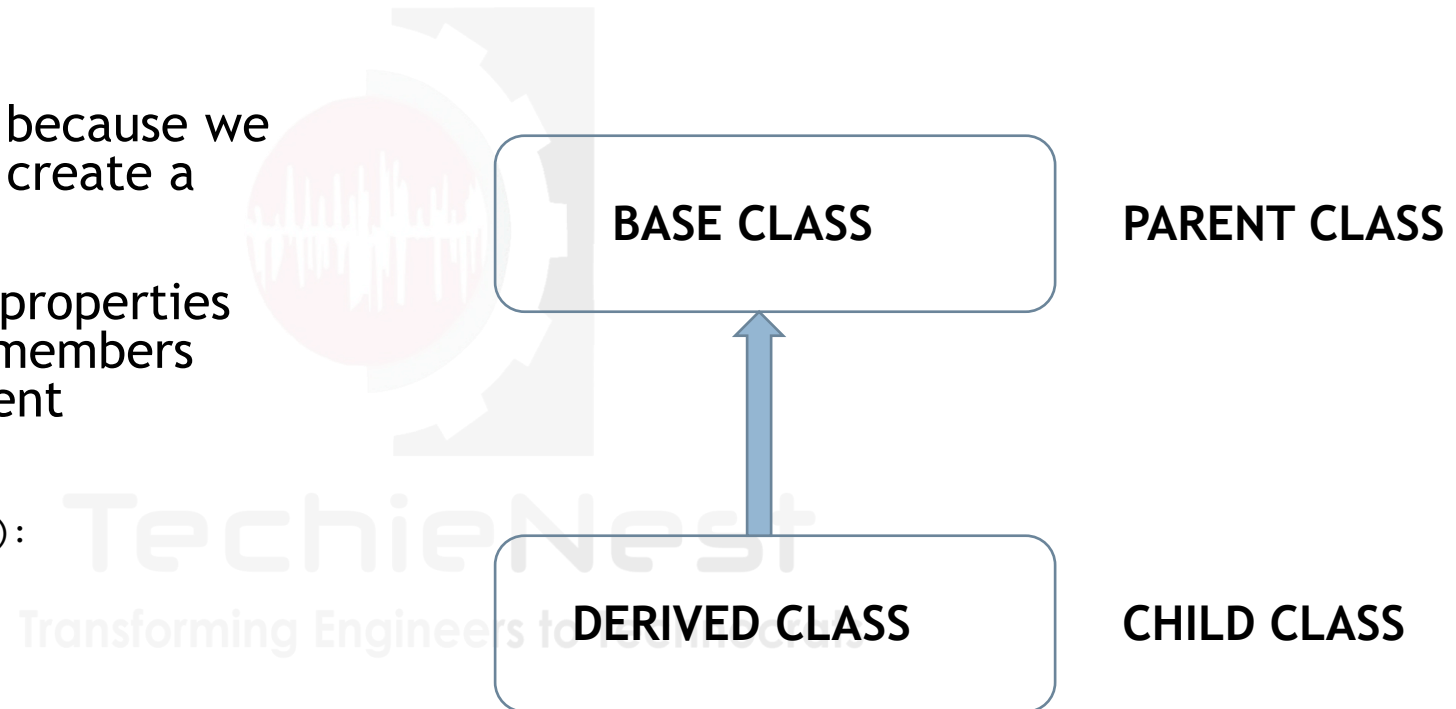 because we
create a
properties
members
ent
):
BASE CLASS
PARENT CLASS
DERIVED CLASS
CHILD CLASS
TechieNest
Transforming Engineers to Technocrats